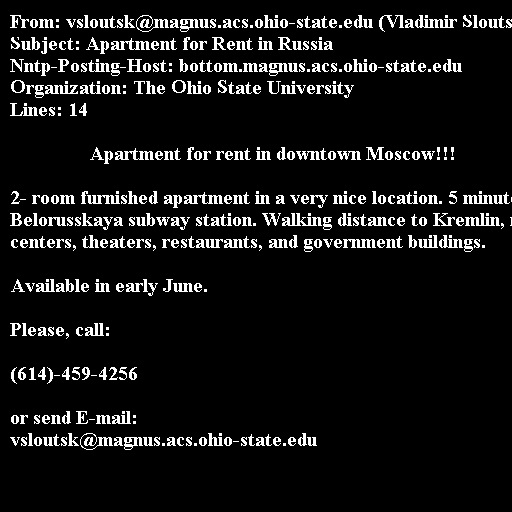 From: vsloutsk@magnus.acs.ohio-state.edu (Vladimir
Subject: Apartment for Rent in Russia
Nntp-Posting-Host: bottom.magnus.acs.ohio-state.edu
Organization: The Ohio State University
Lines: 14
Apartment for rent in downtown Moscow!!!
2- room furnished apartment in a very nice location. 5
Belorusskaya subway station. Walking distance to Kremlin,
centers, theaters, restaurants, and government buildings.
Available in early June.
Please, call:
(614)-459-4256
or send E-mail:
vsloutsk@magnus.acs.ohio-state.edu